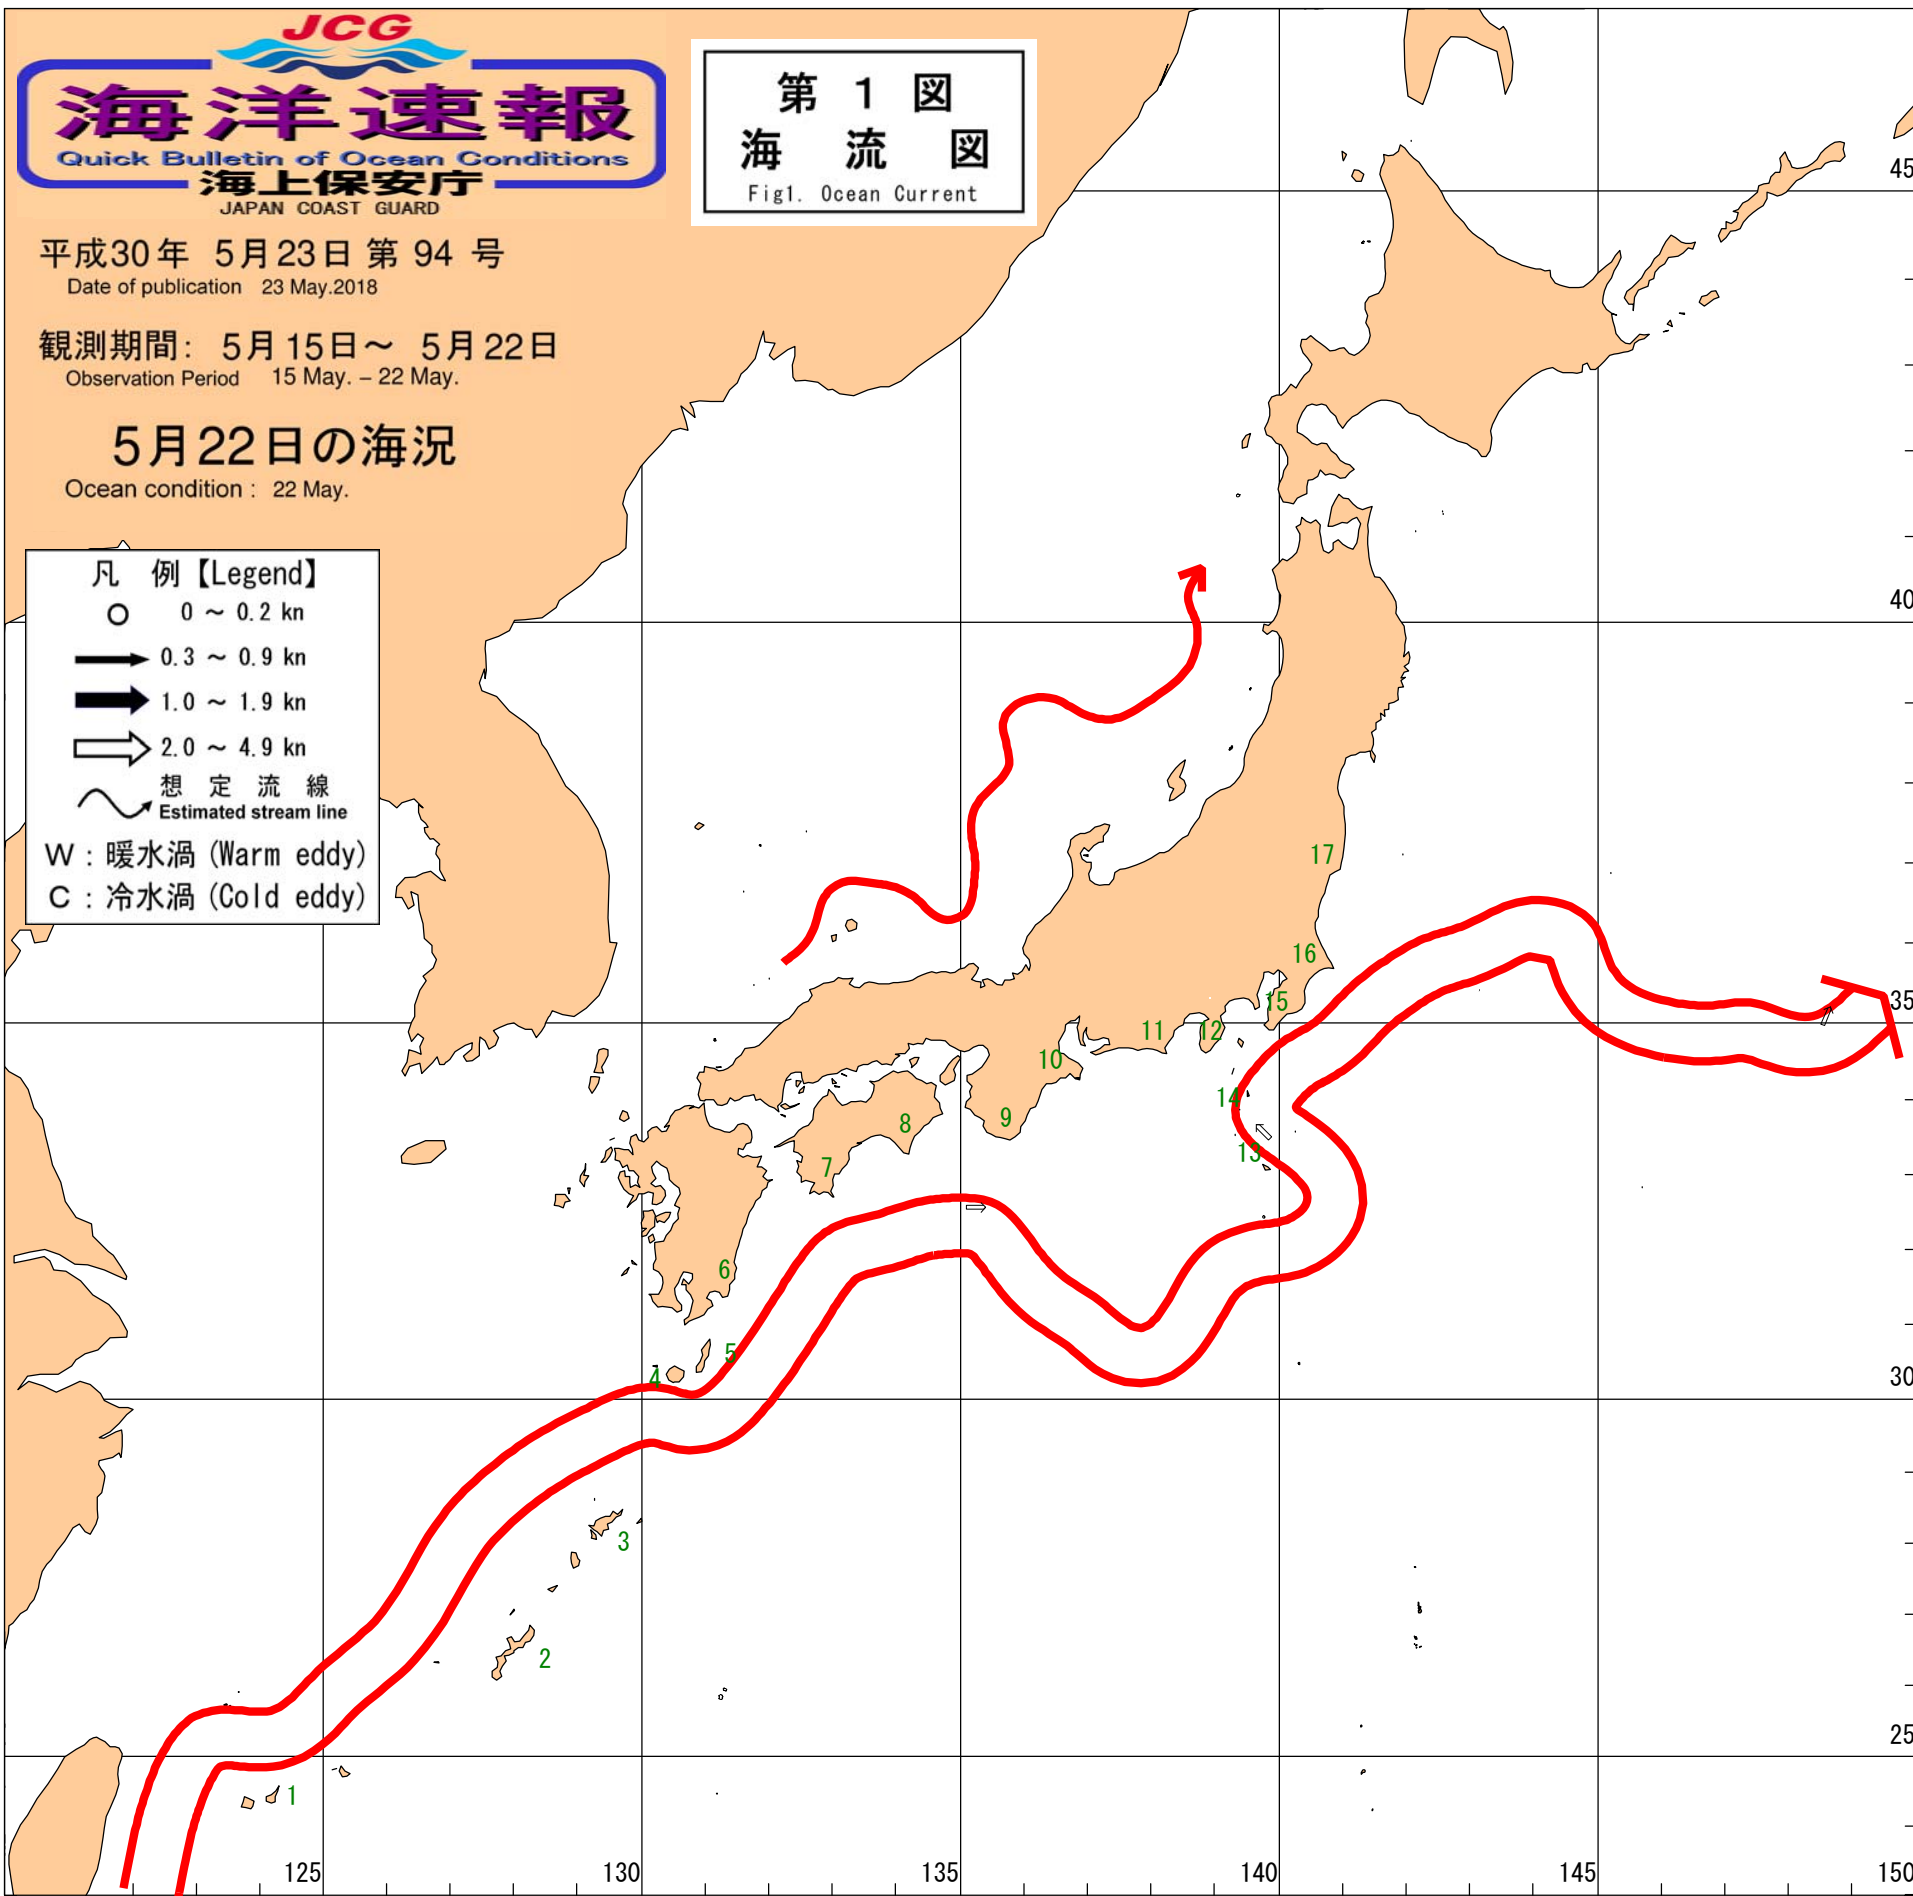 JCG
海洋速報
Quick Bulletin of Ocean Conditions
海上保安庁
JAPAN COAST GUARD
第 1 図
海 流 図
Fig1. Ocean Current
平成30年 5月23日 第 94 号
Date of publication 23 May.2018
観測期間: 5月15日～ 5月22日
Observation Period 15 May. – 22 May.
5月22日の海況
Ocean condition : 22 May.
凡 例【Legend】
0 ～ 0.2 kn
0.3 ～ 0.9 kn
1.0 ～ 1.9 kn
2.0 ～ 4.9 kn
想 定 流 線
Estimated stream line
W : 暖水渦 (Warm eddy)
C : 冷水渦 (Cold eddy)
45
40
17
16
35
15
11
12
10
14
9
8
13
7
6
5
4
30
3
2
25
1
125
130
135
140
145
150